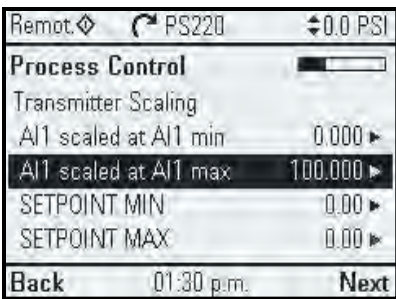 Remot. PS220 0.0 PSI
Process Control
Transmitter Scaling
AI1 scaled at AI1 min 0.000
AI1 scaled at AI1 max 100.000
SETPOINT MIN 0.00
SETPOINT MAX 0.00
Back 01:30 p.m. Next